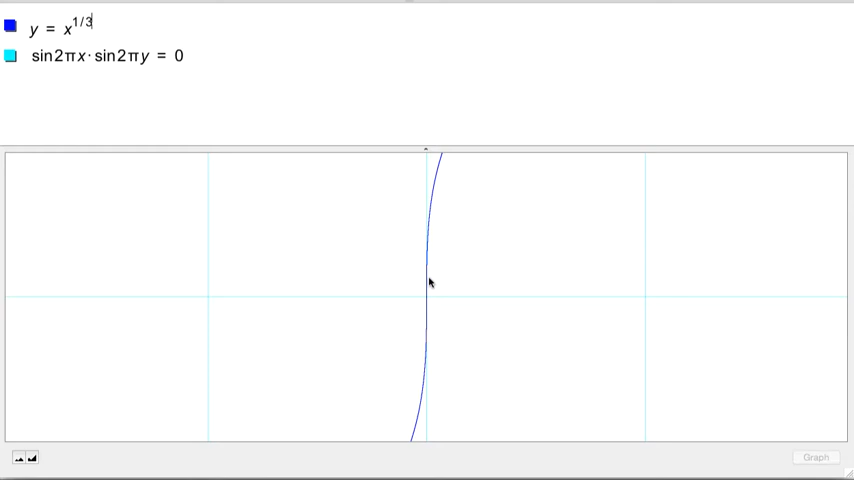 y = x^{1/3}
sin2πx·sin2πy = 0
Graph